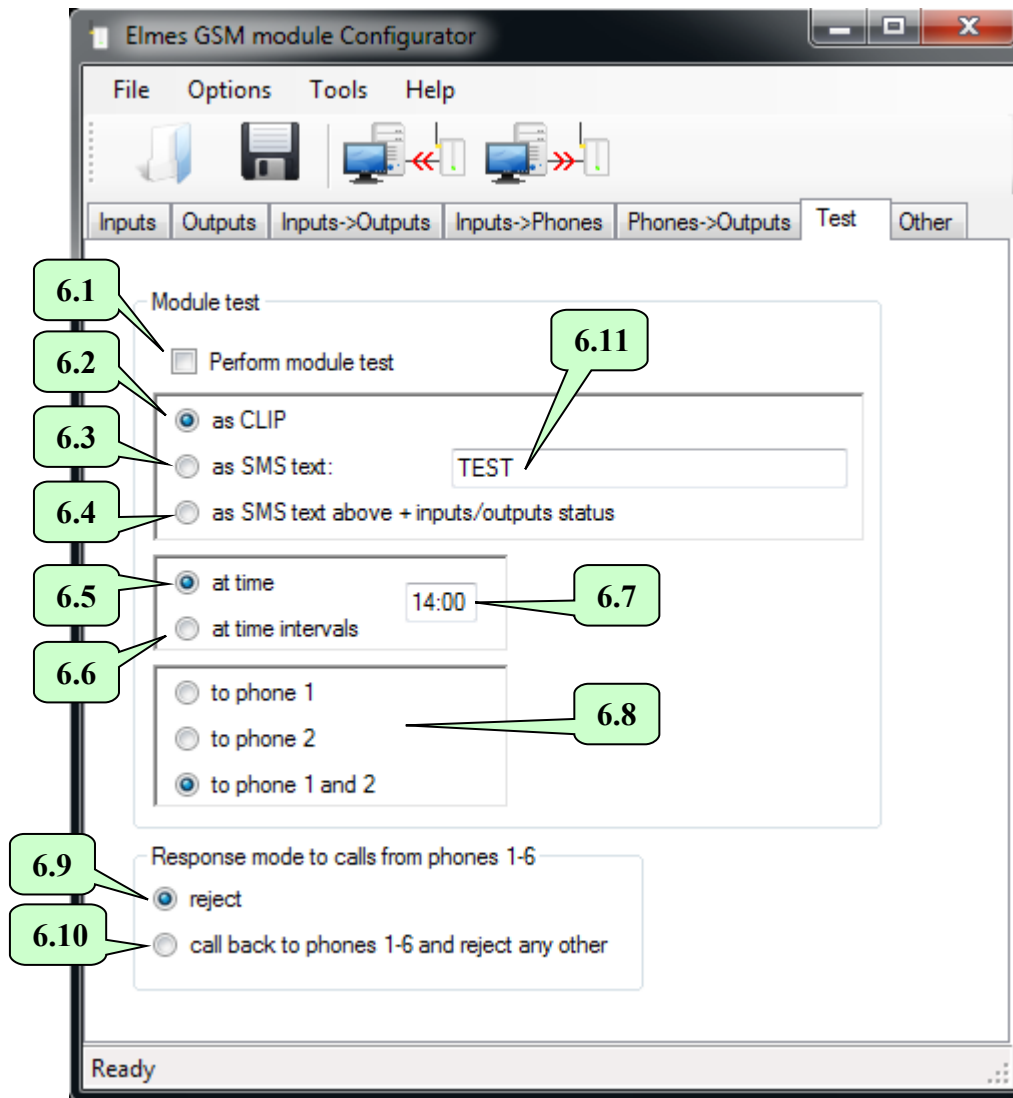 Elmes GSM module Configurator
File Options Tools Help
Inputs Outputs Inputs->Outputs Inputs->Phones Phones->Outputs Test Other
6.1
Module test
6.11
Perform module test
6.2
as CLIP
6.3
as SMS text: TEST
6.4
as SMS text above + inputs/outputs status
6.5
at time
14:00
6.7
at time intervals
6.6
to phone 1
6.8
to phone 2
to phone 1 and 2
Response mode to calls from phones 1-6
6.9
reject
6.10
call back to phones 1-6 and reject any other
Ready